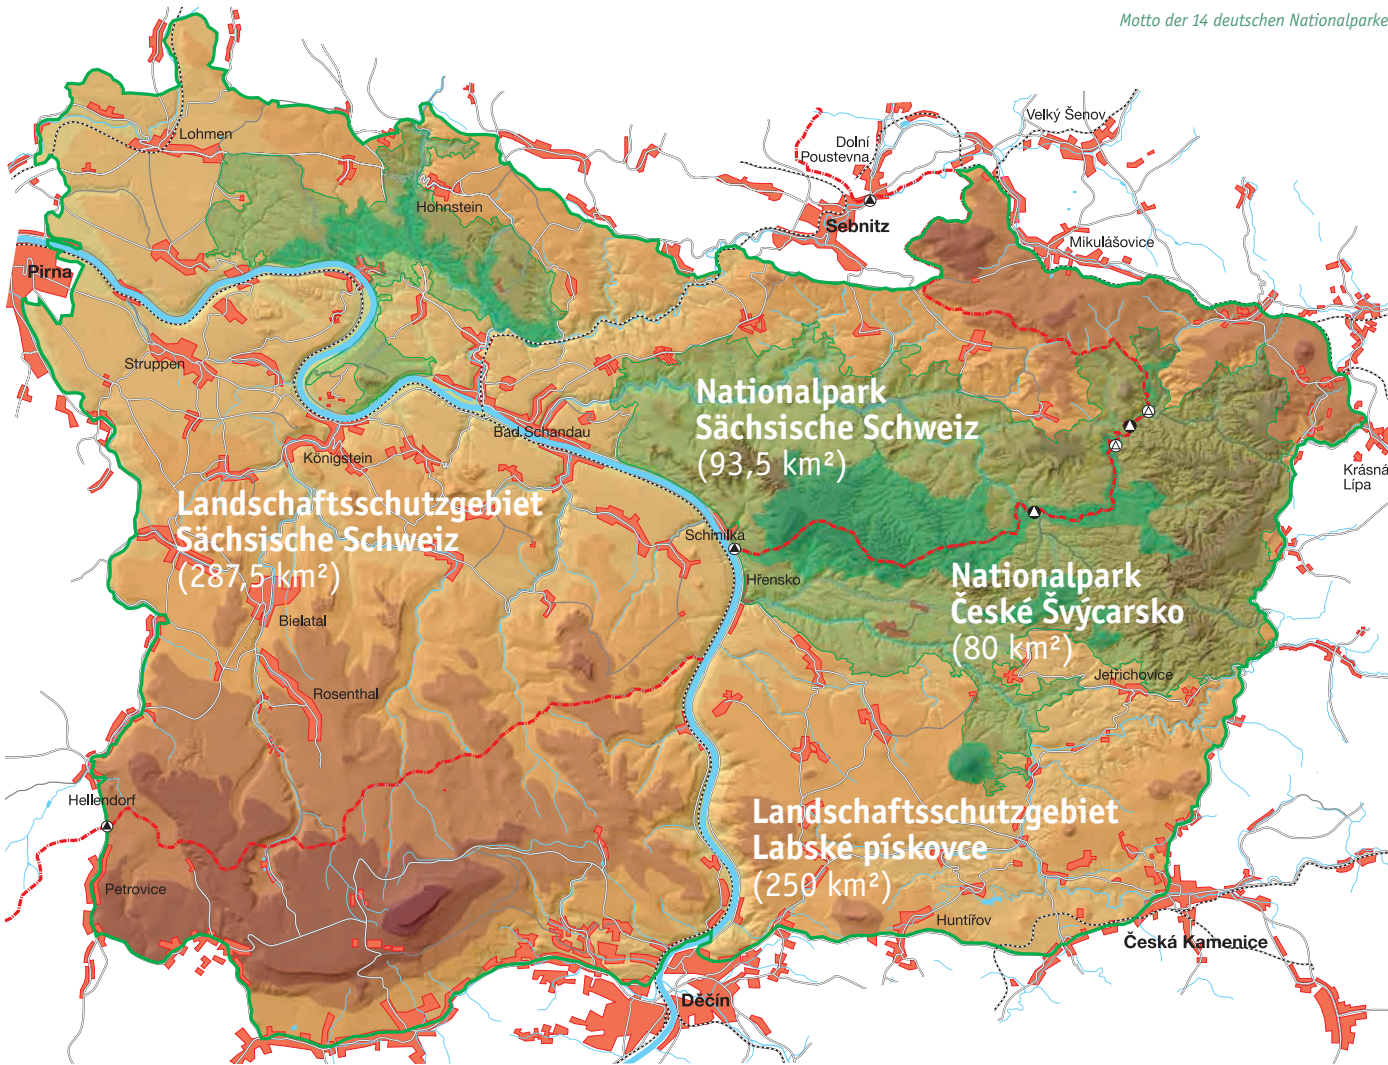 Motto der 14 deutschen Nationalparke
Velký Šenov
Lohmen
Dolní
Poustevna
Hohnstein
Sebnitz
Mikulášovice
Pirna
Struppen
Nationalpark
Sächsische Schweiz
(93,5 km²)
Bad Schandau
Königstein
Krásná
Lípa
Landschaftsschutzgebiet
Sächsische Schweiz
(287,5 km²)
Schmilka
Hřensko
Nationalpark
České Švýcarsko
(80 km²)
Bielatal
Jetřichovice
Rosenthal
Hellendorf
Landschaftsschutzgebiet
Labské pískovce
(250 km²)
Petrovice
Huntířov
Česká Kamenice
Děčín